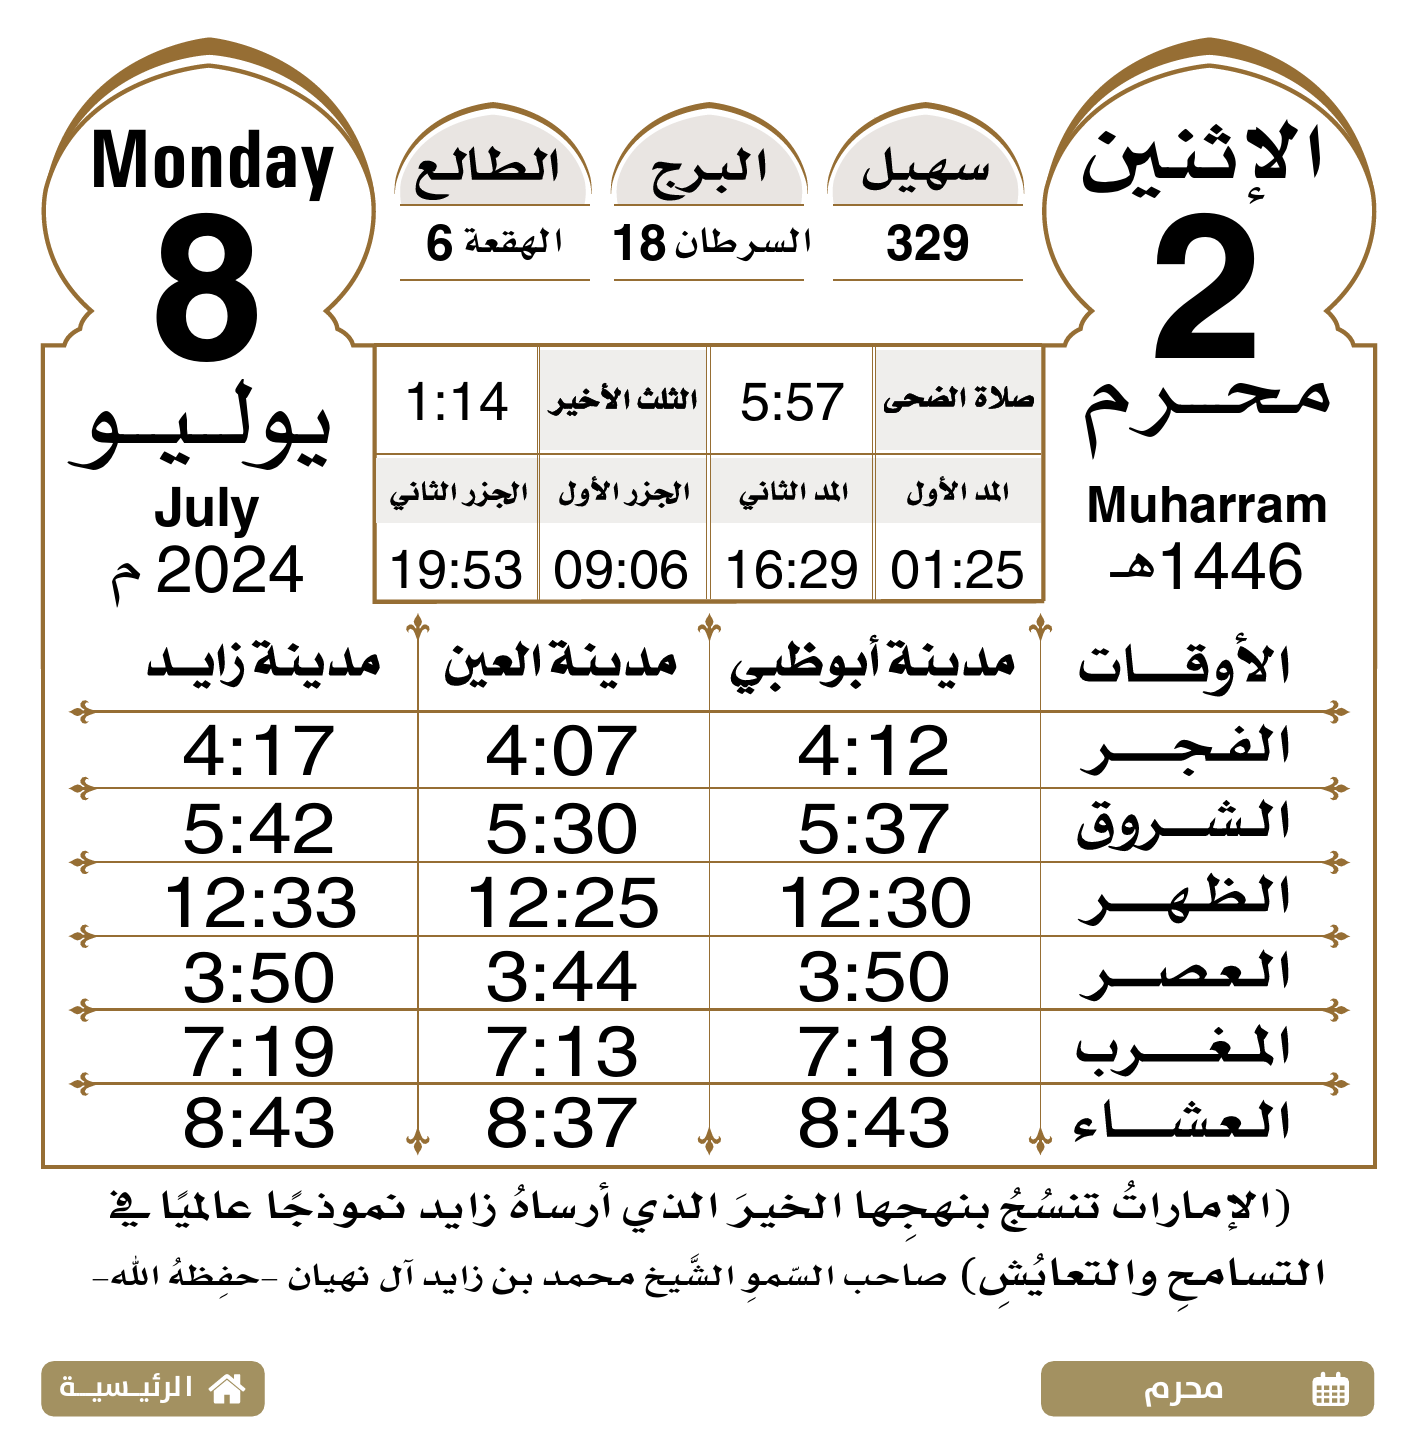 الإثنين
2
محرم
Muharram
1446هـ
سهيل
329
البرج
السرطان 18
الطالع
الهقعة 6
Monday
8
يوليو
July
2024 م
صلاة الضحى 5:57 الثلث الأخير 1:14
المد الأول المد الثاني الجزر الأول الجزر الثاني
01:25 16:29 09:06 19:53
الأوقات مدينة أبوظبي مدينة العين مدينة زايد
الفجر 4:12 4:07 4:17
الشروق 5:37 5:30 5:42
الظهر 12:30 12:25 12:33
العصر 3:50 3:44 3:50
المغرب 7:18 7:13 7:19
العشاء 8:43 8:37 8:43
(الإماراتُ تنسُجُ بنهجِها الخيرَ الذي أرساهُ زايد نموذجًا عالميًا في
التسامحِ والتعايُشِ) صاحب السّموِ الشَّيخ محمد بن زايد آل نهيان –حفِظهُ الله–
محرم
الرئيسية